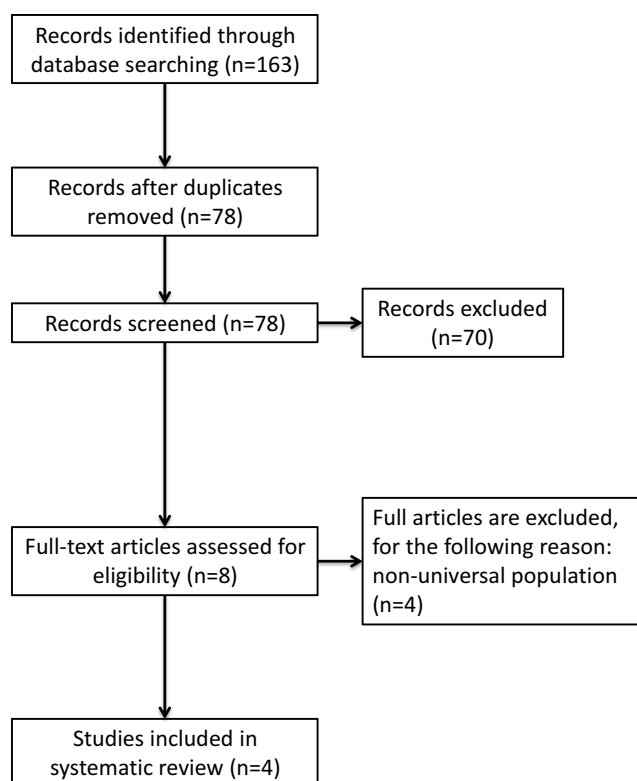 Records identified through
database searching (n=163)
Records after duplicates
removed (n=78)
Records screened (n=78)
Records excluded
(n=70)
Full-text articles assessed for
eligibility (n=8)
Full articles are excluded,
for the following reason:
non-universal population
(n=4)
Studies included in
systematic review (n=4)